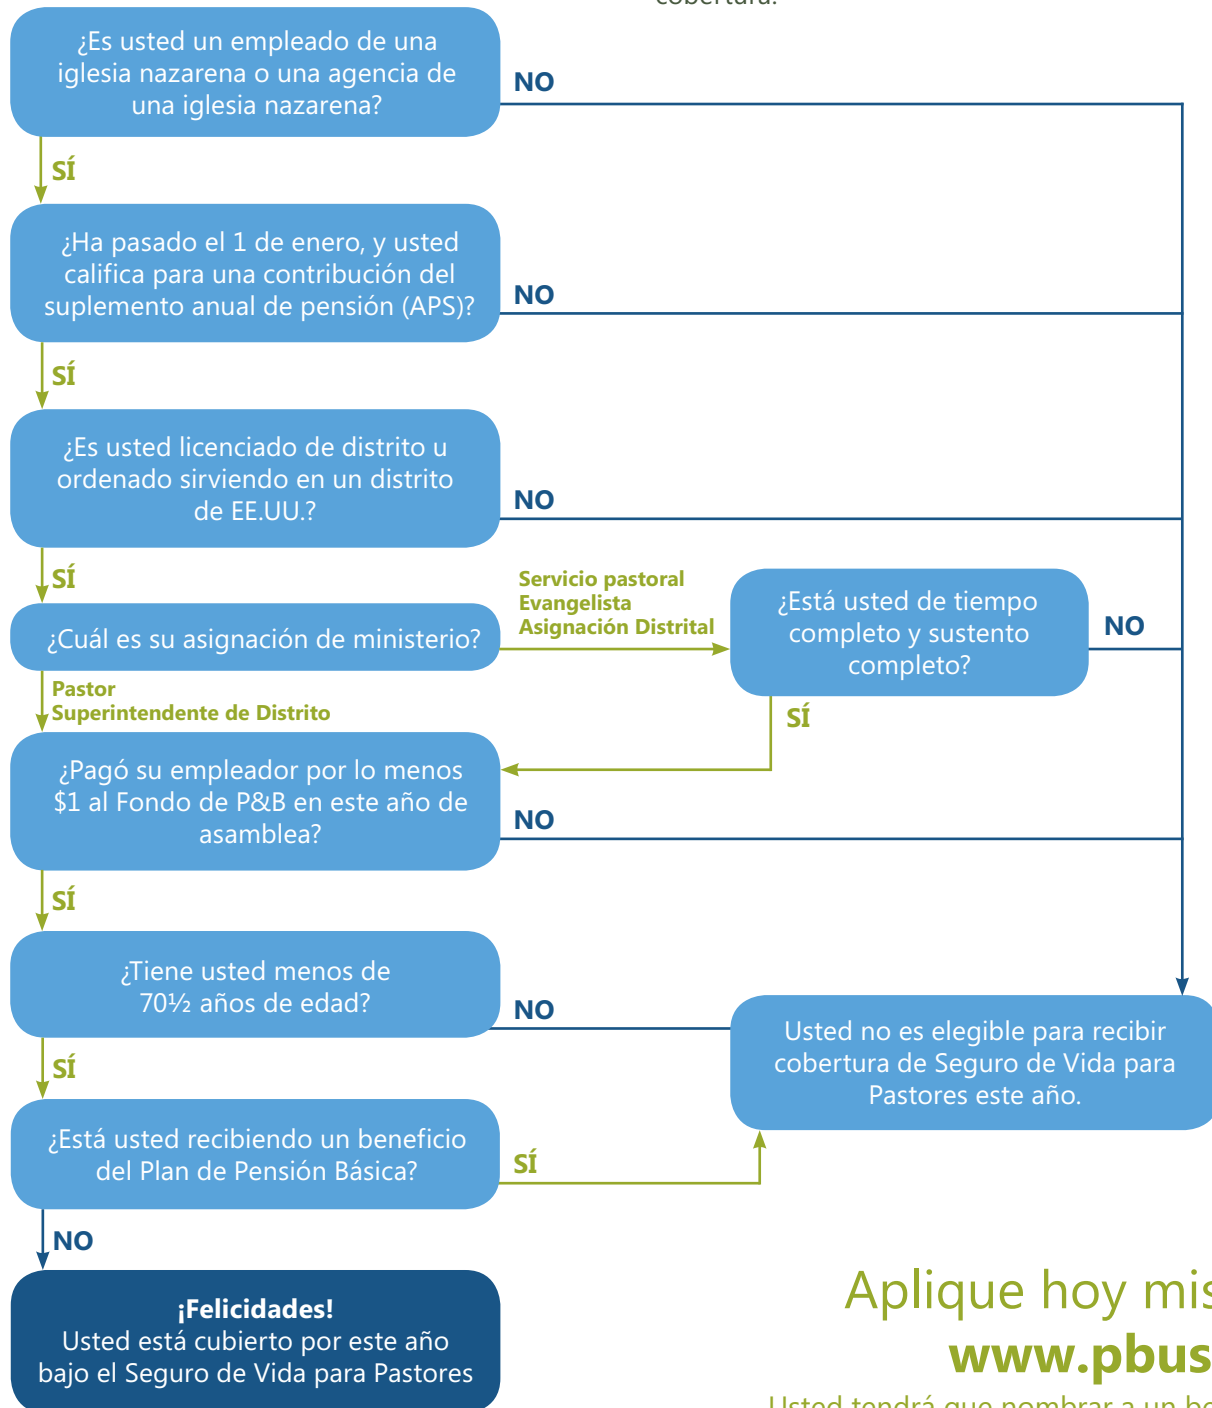 cobertura.
¿Es usted un empleado de una
iglesia nazarena o una agencia de
una iglesia nazarena?
NO
SÍ
¿Ha pasado el 1 de enero, y usted
califica para una contribución del
suplemento anual de pensión (APS)?
NO
SÍ
¿Es usted licenciado de distrito u
ordenado sirviendo en un distrito
de EE.UU.?
NO
SÍ
¿Cuál es su asignación de ministerio?
Servicio pastoral
Evangelista
Asignación Distrital
¿Está usted de tiempo
completo y sustento
completo?
NO
SÍ
Pastor
Superintendente de Distrito
¿Pagó su empleador por lo menos
$1 al Fondo de P&B en este año de
asamblea?
NO
SÍ
¿Tiene usted menos de
70½ años de edad?
NO
SÍ
Usted no es elegible para recibir
cobertura de Seguro de Vida para
Pastores este año.
¿Está usted recibiendo un beneficio
del Plan de Pensión Básica?
SÍ
NO
¡Felicidades!
Usted está cubierto por este año
bajo el Seguro de Vida para Pastores
Aplique hoy mis
www.pbus
Usted tendrá que nombrar a un be